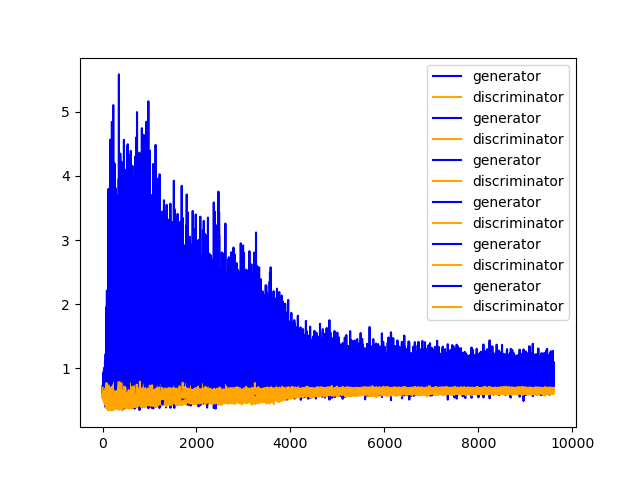 generator
discriminator
generator
discriminator
generator
discriminator
generator
discriminator
generator
discriminator
generator
discriminator
5
4
3
2
1
0 2000 4000 6000 8000 10000